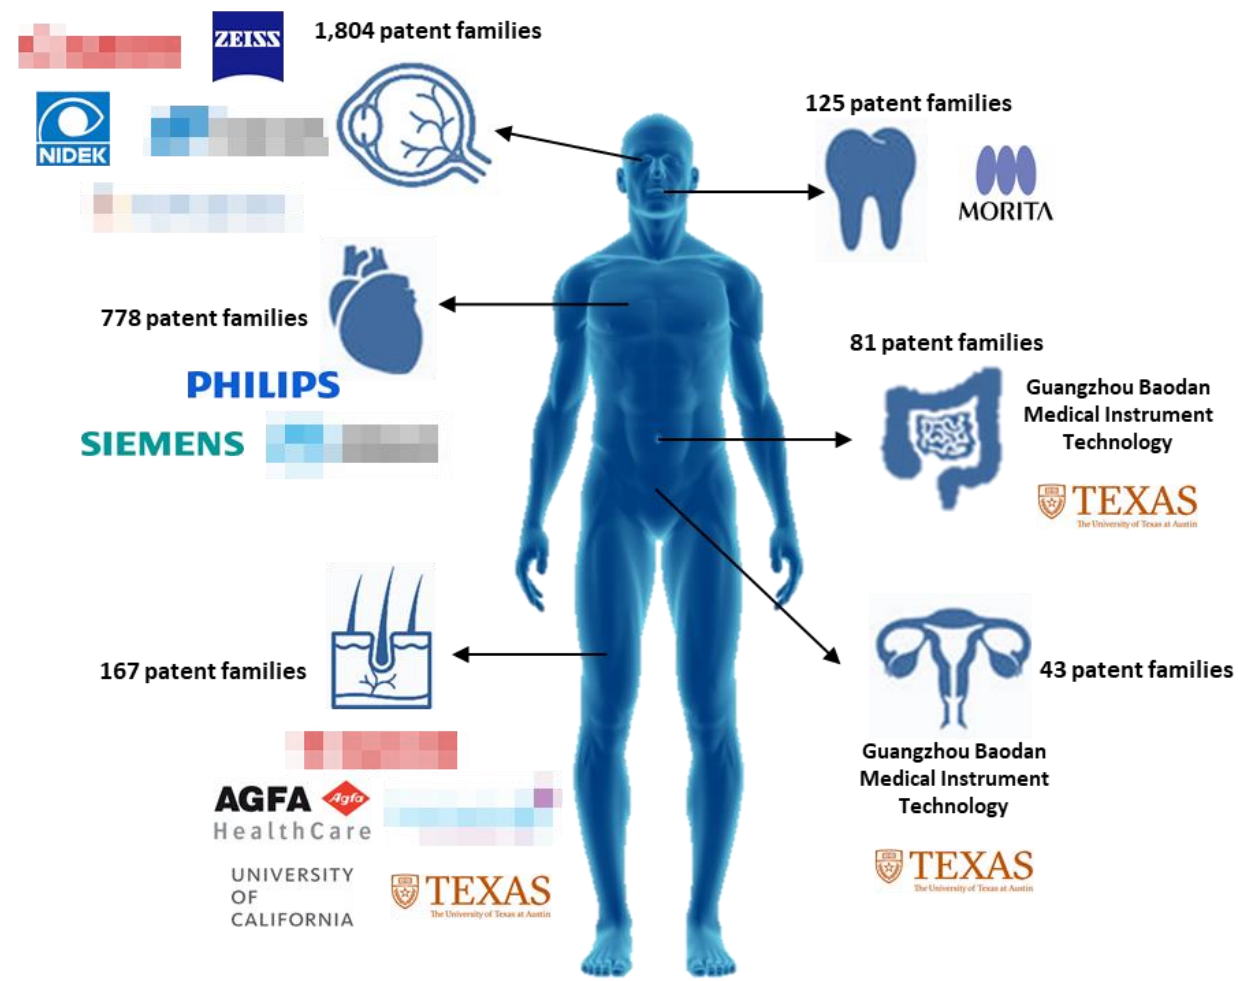 ZEISS
1,804 patent families
NIDEK
125 patent families
MORITA
778 patent families
PHILIPS
SIEMENS
81 patent families
Guangzhou Baodan
Medical Instrument
Technology
TEXAS
The University of Texas at Austin
167 patent families
AGFA Agfa
HealthCare
UNIVERSITY
OF
CALIFORNIA
TEXAS
The University of Texas at Austin
43 patent families
Guangzhou Baodan
Medical Instrument
Technology
TEXAS
The University of Texas at Austin